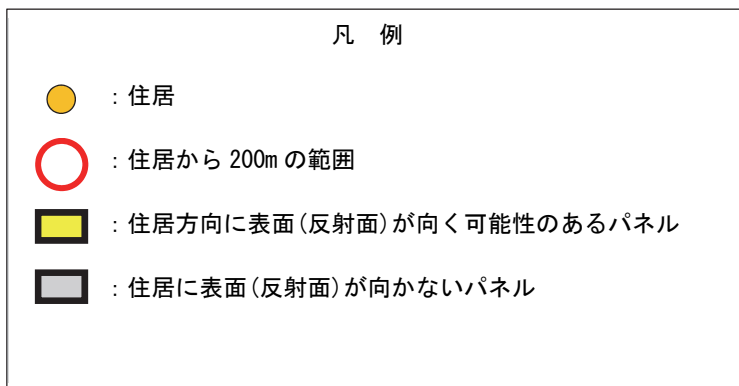 凡 例
：住居
：住居から 200m の範囲
：住居方向に表面(反射面)が向く可能性のあるパネル
：住居に表面(反射面)が向かないパネル